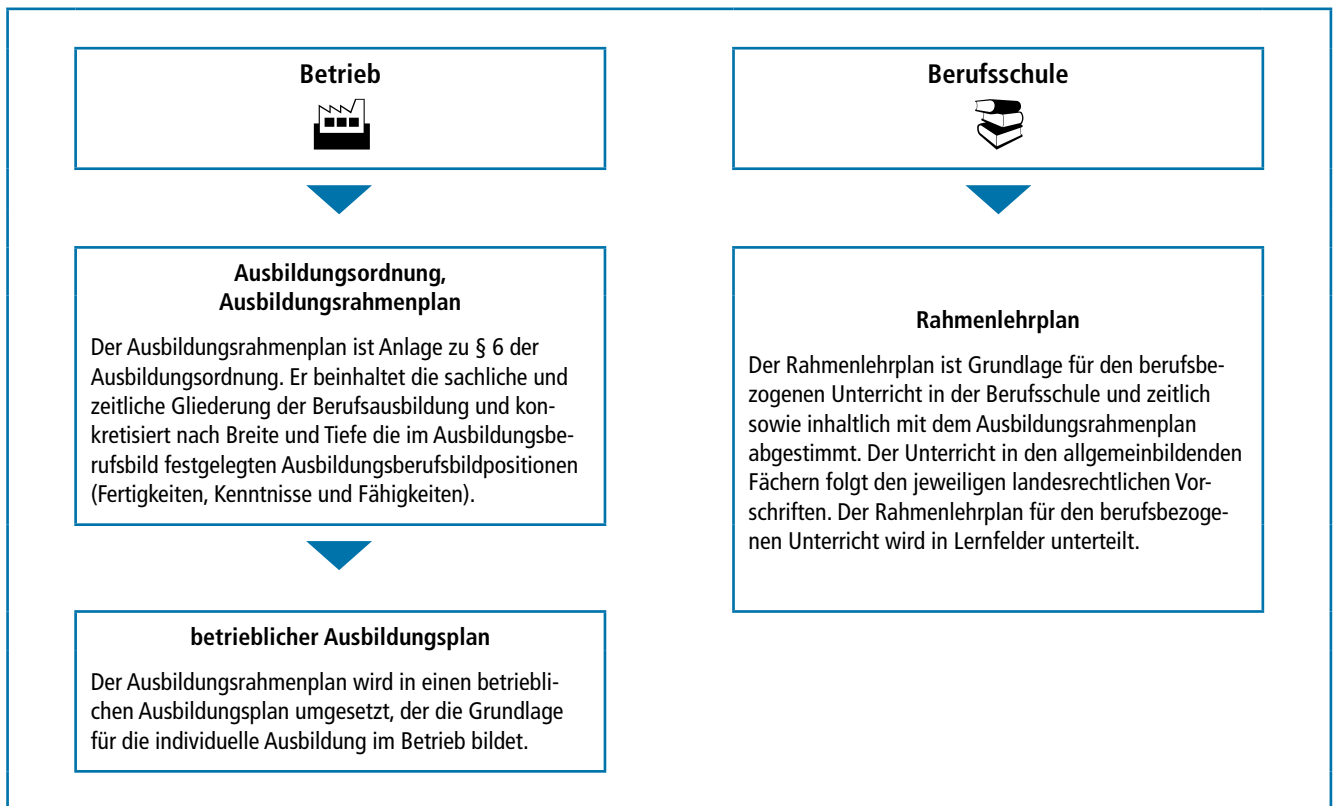 Betrieb
Ausbildungsordnung,
Ausbildungsrahmenplan
Der Ausbildungsrahmenplan ist Anlage zu § 6 der
Ausbildungsordnung. Er beinhaltet die sachliche und
zeitliche Gliederung der Berufsausbildung und kon-
kretisiert nach Breite und Tiefe die im Ausbildungsbe-
rufsbild festgelegten Ausbildungsberufsbildpositionen
(Fertigkeiten, Kenntnisse und Fähigkeiten).
betrieblicher Ausbildungsplan
Der Ausbildungsrahmenplan wird in einen betriebli-
chen Ausbildungsplan umgesetzt, der die Grundlage
für die individuelle Ausbildung im Betrieb bildet.
Berufsschule
Rahmenlehrplan
Der Rahmenlehrplan ist Grundlage für den berufsbe-
zogenen Unterricht in der Berufsschule und zeitlich
sowie inhaltlich mit dem Ausbildungsrahmenplan
abgestimmt. Der Unterricht in den allgemeinbildenden
Fächern folgt den jeweiligen landesrechtlichen Vor-
schriften. Der Rahmenlehrplan für den berufsbezoge-
nen Unterricht wird in Lernfelder unterteilt.